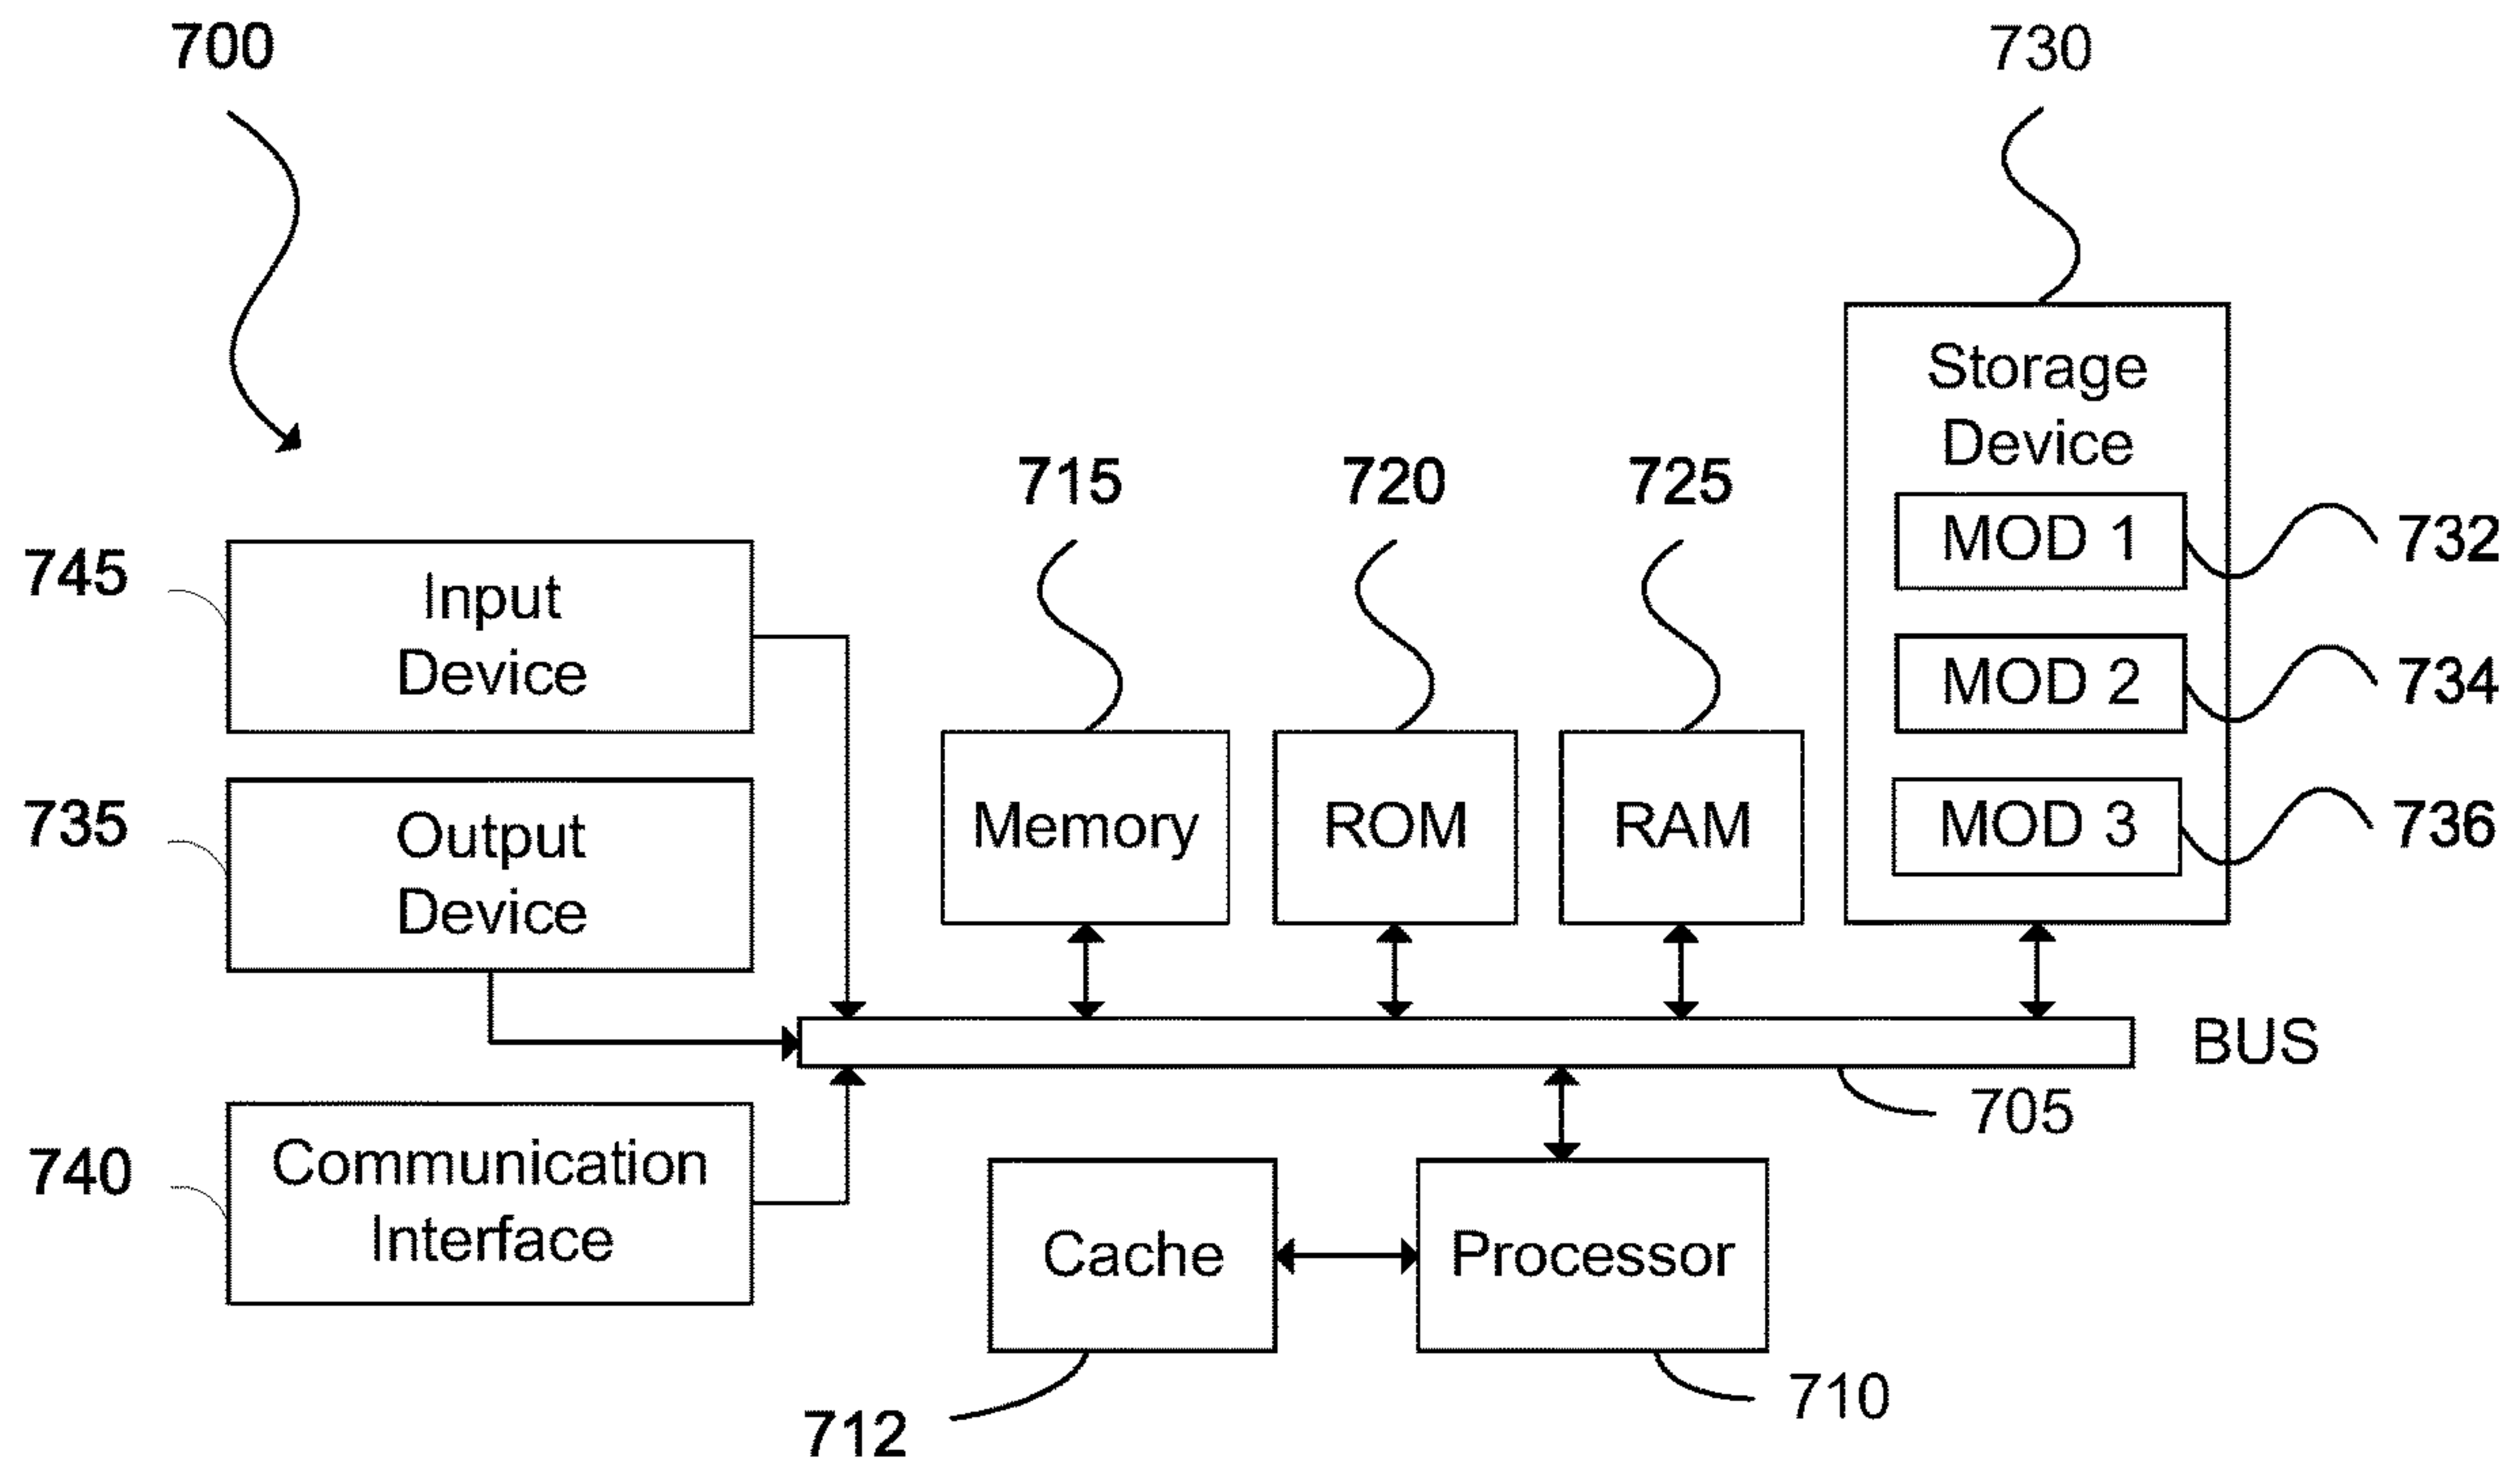 700
730
Storage
Device
715
720
725
MOD 1
732
745
Input
Device
MOD 2
734
735
Output
Device
Memory
ROM
RAM
MOD 3
736
BUS
705
740
Communication
Interface
Cache
Processor
712
710